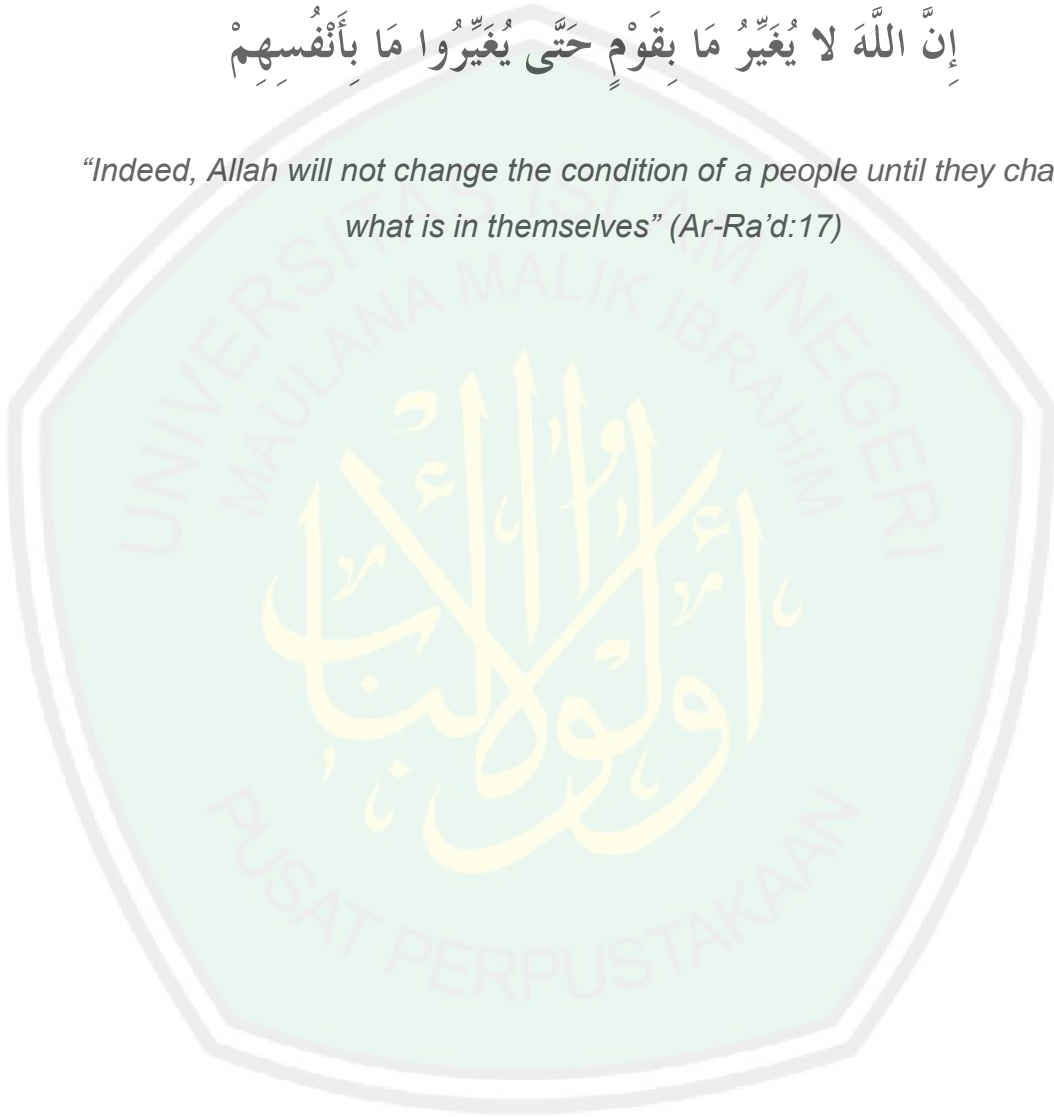 إِنَّ اللَّهَ لا يُغَيِّرُ مَا بِقَوْمٍ حَتَّى يُغَيِّرُوا مَا بِأَنْفُسِهِمْ
“Indeed, Allah will not change the condition of a people until they cha
what is in themselves” (Ar-Ra’d:17)
UNIVERSITAS ISLAM NEGERI
MAULANA MALIK IBRAHIM
PUSAT PERPUSTAKAAN